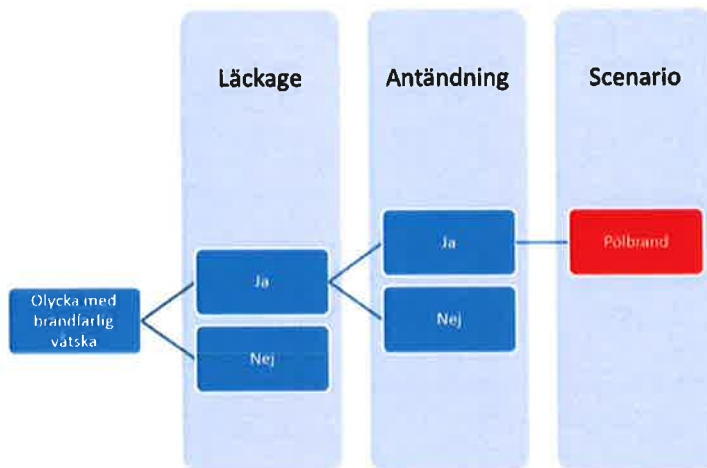 Läckage
Antändning
Scenario
Olycka med
brandfarlig
vätska
Ja
Nej
Ja
Nej
Pölbrand